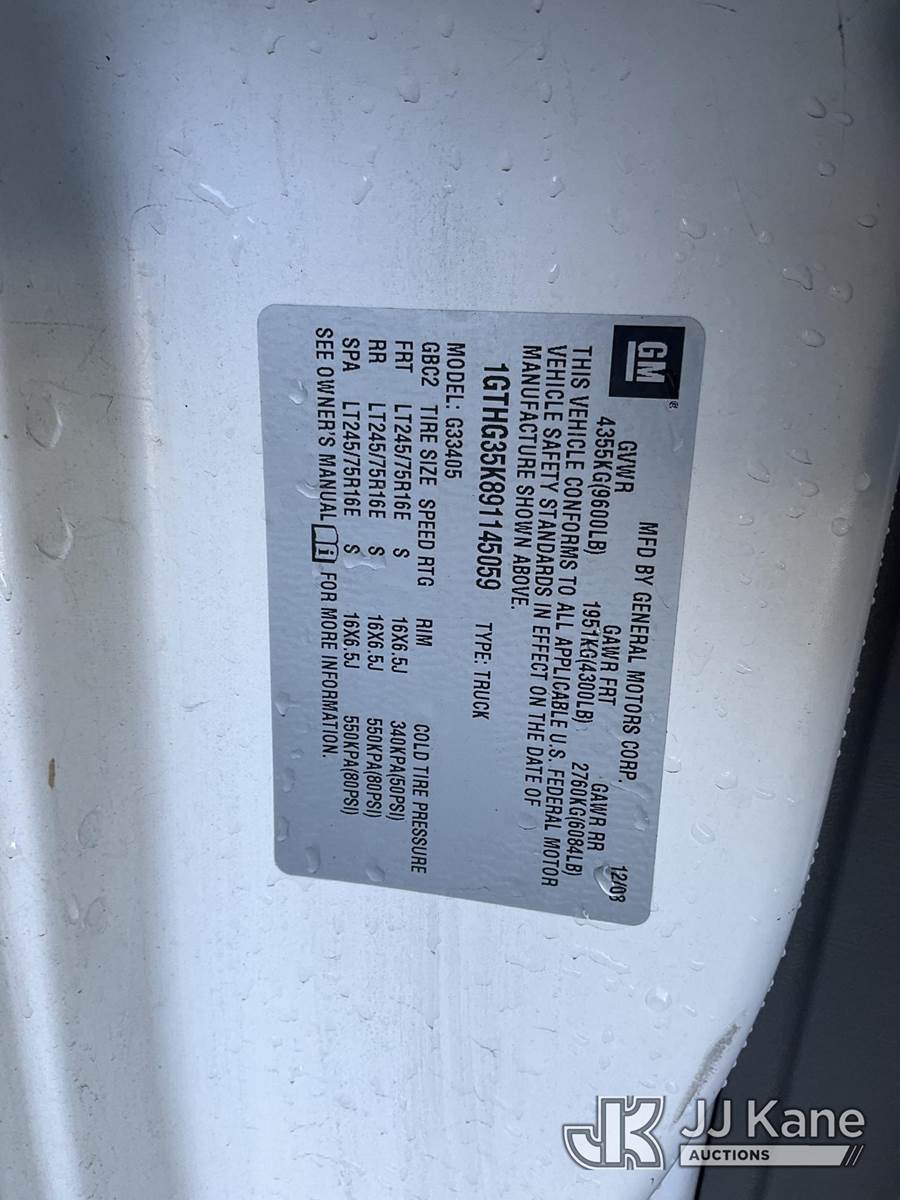 GM®
MFD BY GENERAL MOTORS CORP. 12/08
GVWR GAWR FRT GAWR RR
4355KG(9600LB) 1951KG(4300LB) 2760KG(6084LB)
THIS VEHICLE CONFORMS TO ALL APPLICABLE U.S. FEDERAL MOTOR
VEHICLE SAFETY STANDARDS IN EFFECT ON THE DATE OF
MANUFACTURE SHOWN ABOVE.
1GTHG35K891145059 TYPE: TRUCK
MODEL: G33405
GBC2 TIRE SIZE SPEED RTG RIM COLD TIRE PRESSURE
FRT LT245/75R16E S 16X6.5J 340KPA(50PSI)
RR LT245/75R16E S 16X6.5J 550KPA(80PSI)
SPA LT245/75R16E S 16X6.5J 550KPA(80PSI)
SEE OWNER'S MANUAL i FOR MORE INFORMATION.
JK JJ Kane
AUCTIONS